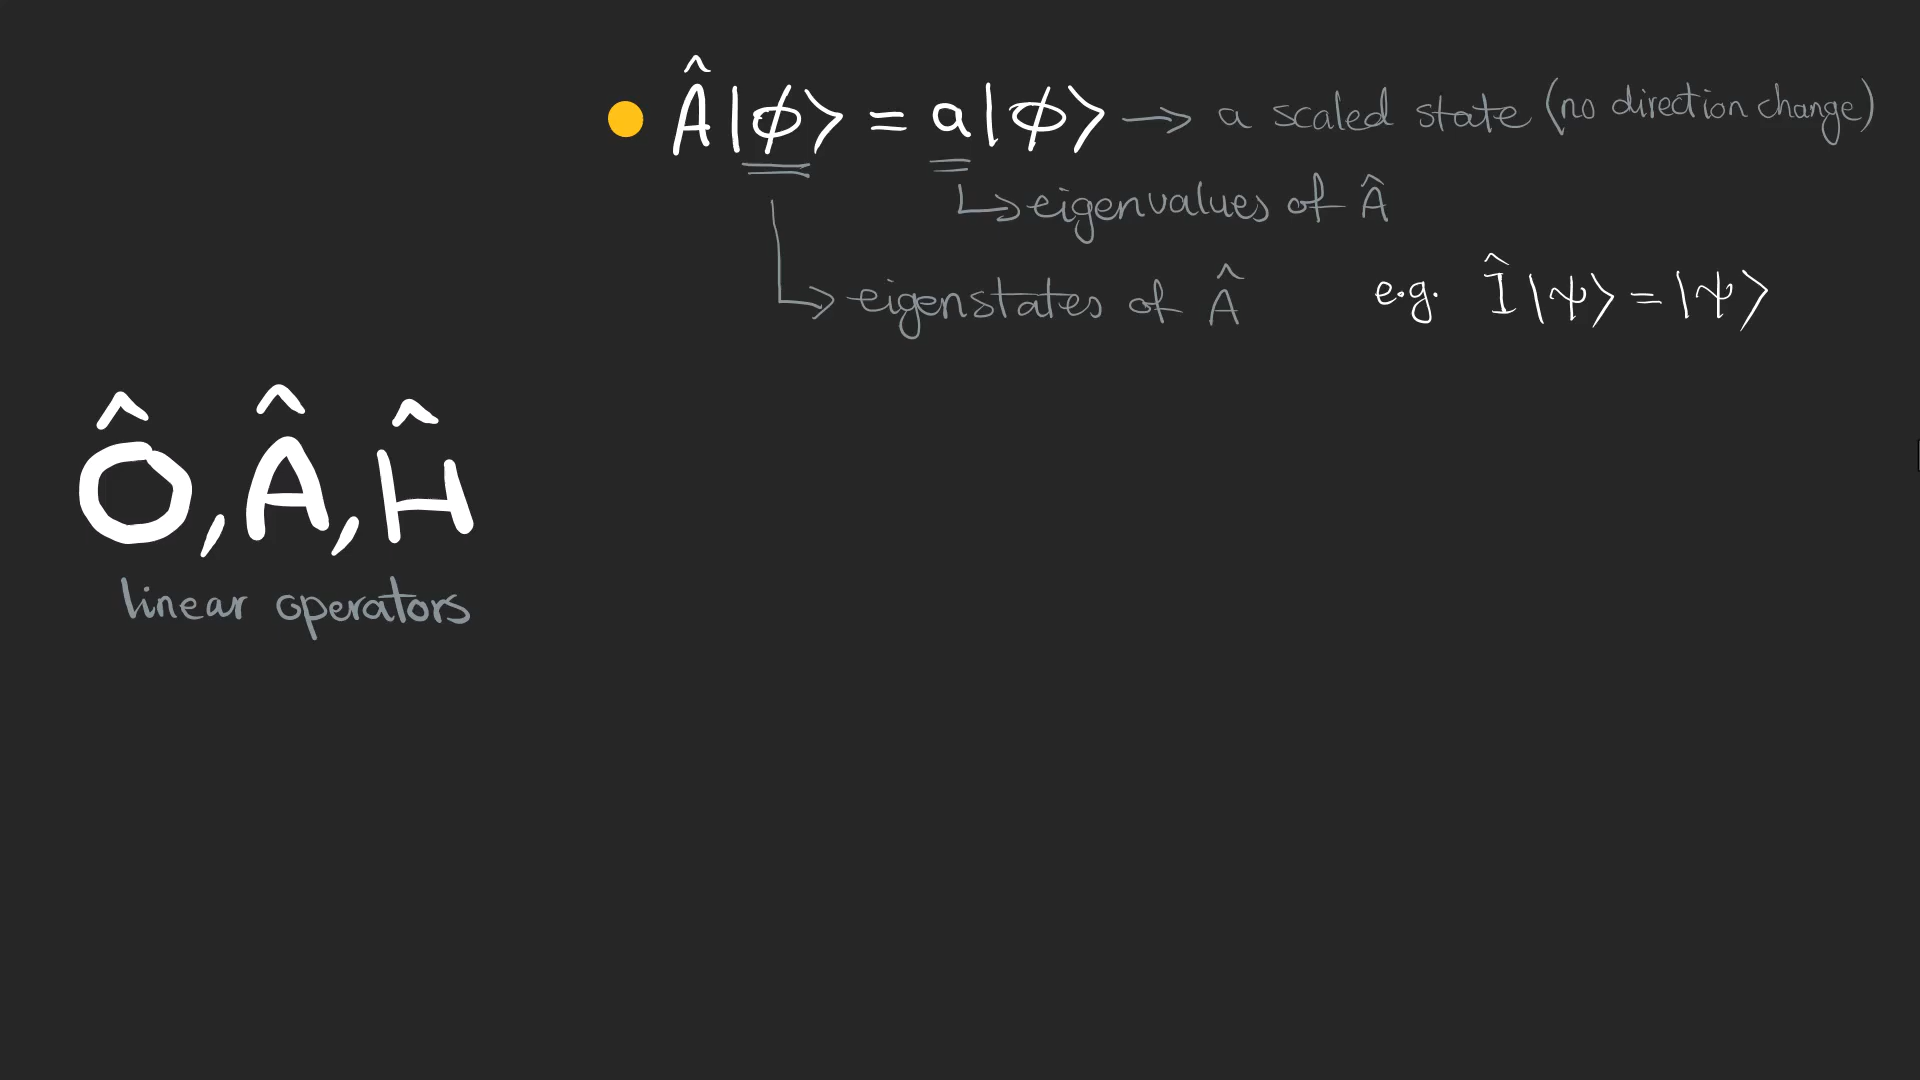 Â|ϕ⟩ = a|ϕ⟩ → a scaled state (no direction change)
↳ eigenvalues of Â
↳ eigenstates of Â
e.g. Î|ψ⟩ = |ψ⟩
Ô, Â, Ĥ
linear operators